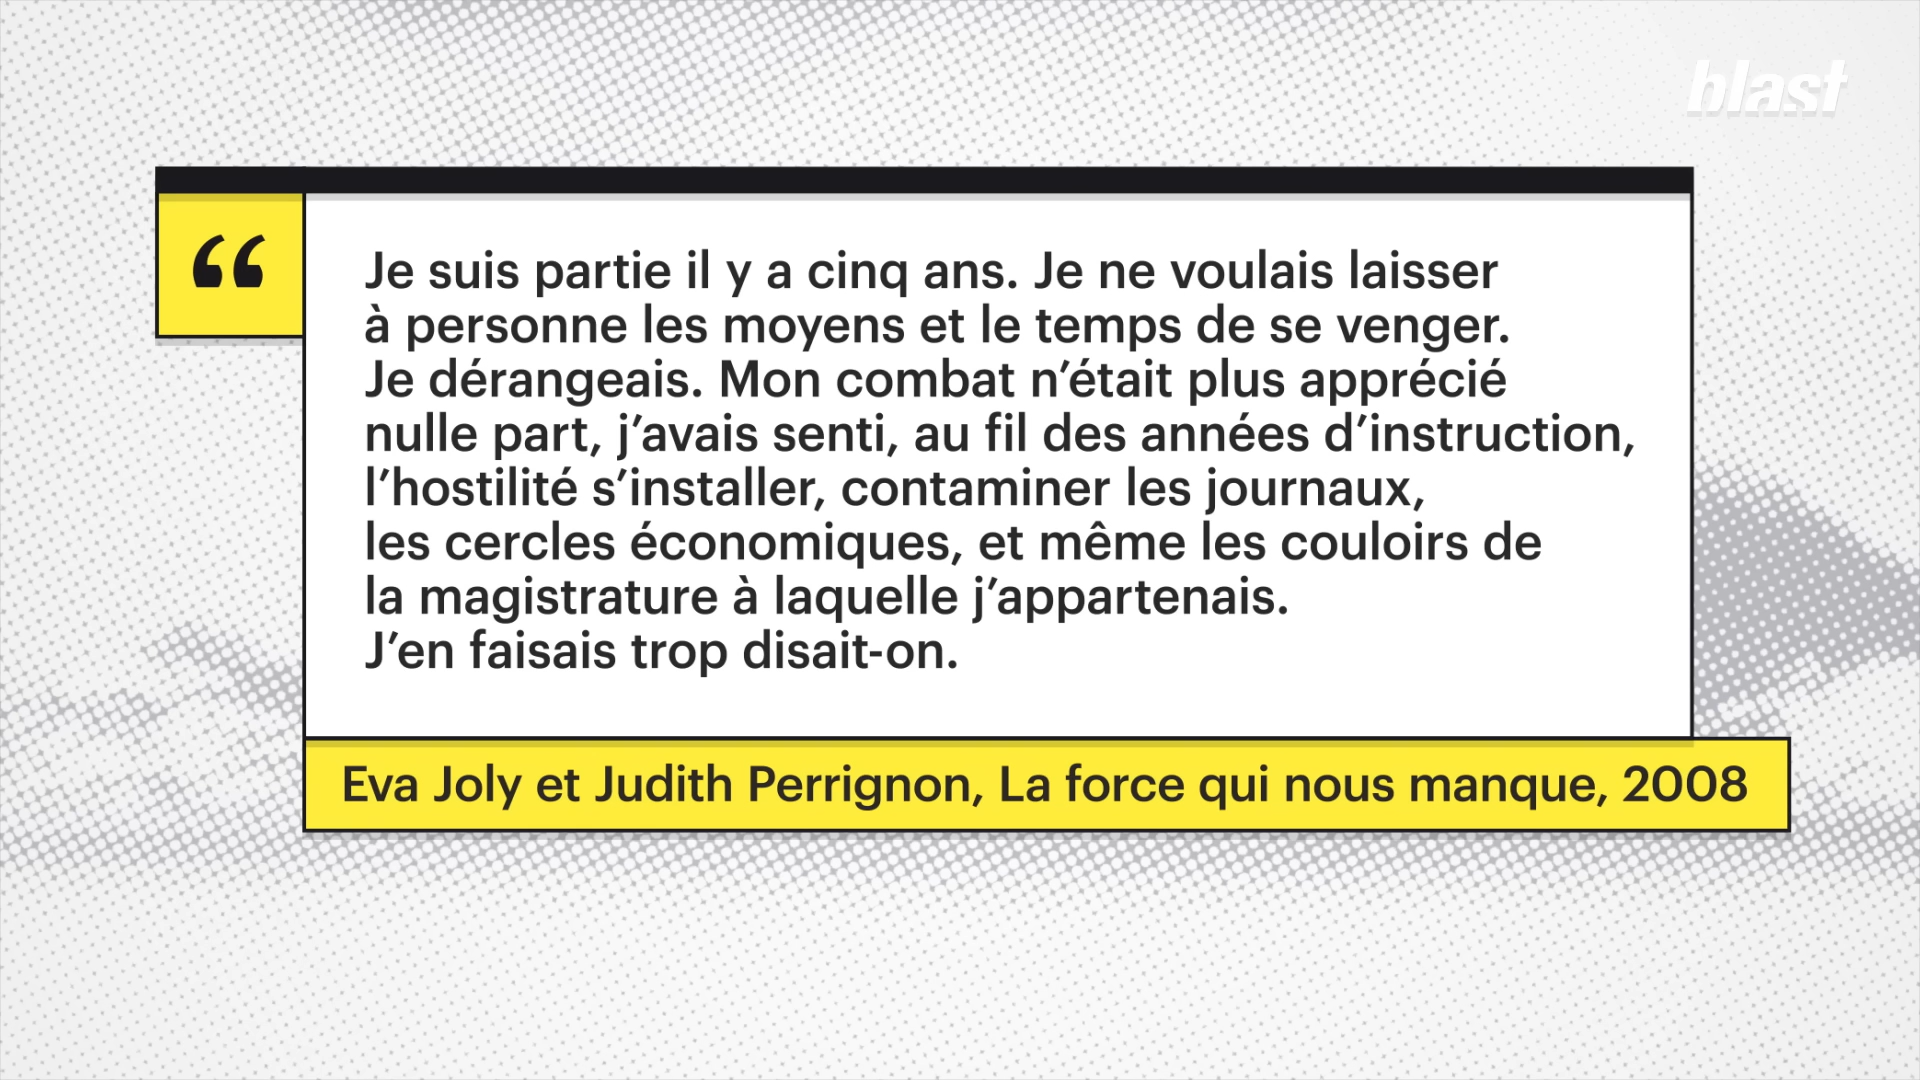 blast
“
Je suis partie il y a cinq ans. Je ne voulais laisser
à personne les moyens et le temps de se venger.
Je dérangeais. Mon combat n’était plus apprécié
nulle part, j’avais senti, au fil des années d’instruction,
l’hostilité s’installer, contaminer les journaux,
les cercles économiques, et même les couloirs de
la magistrature à laquelle j’appartenais.
J’en faisais trop disait-on.
Eva Joly et Judith Perrignon, La force qui nous manque, 2008